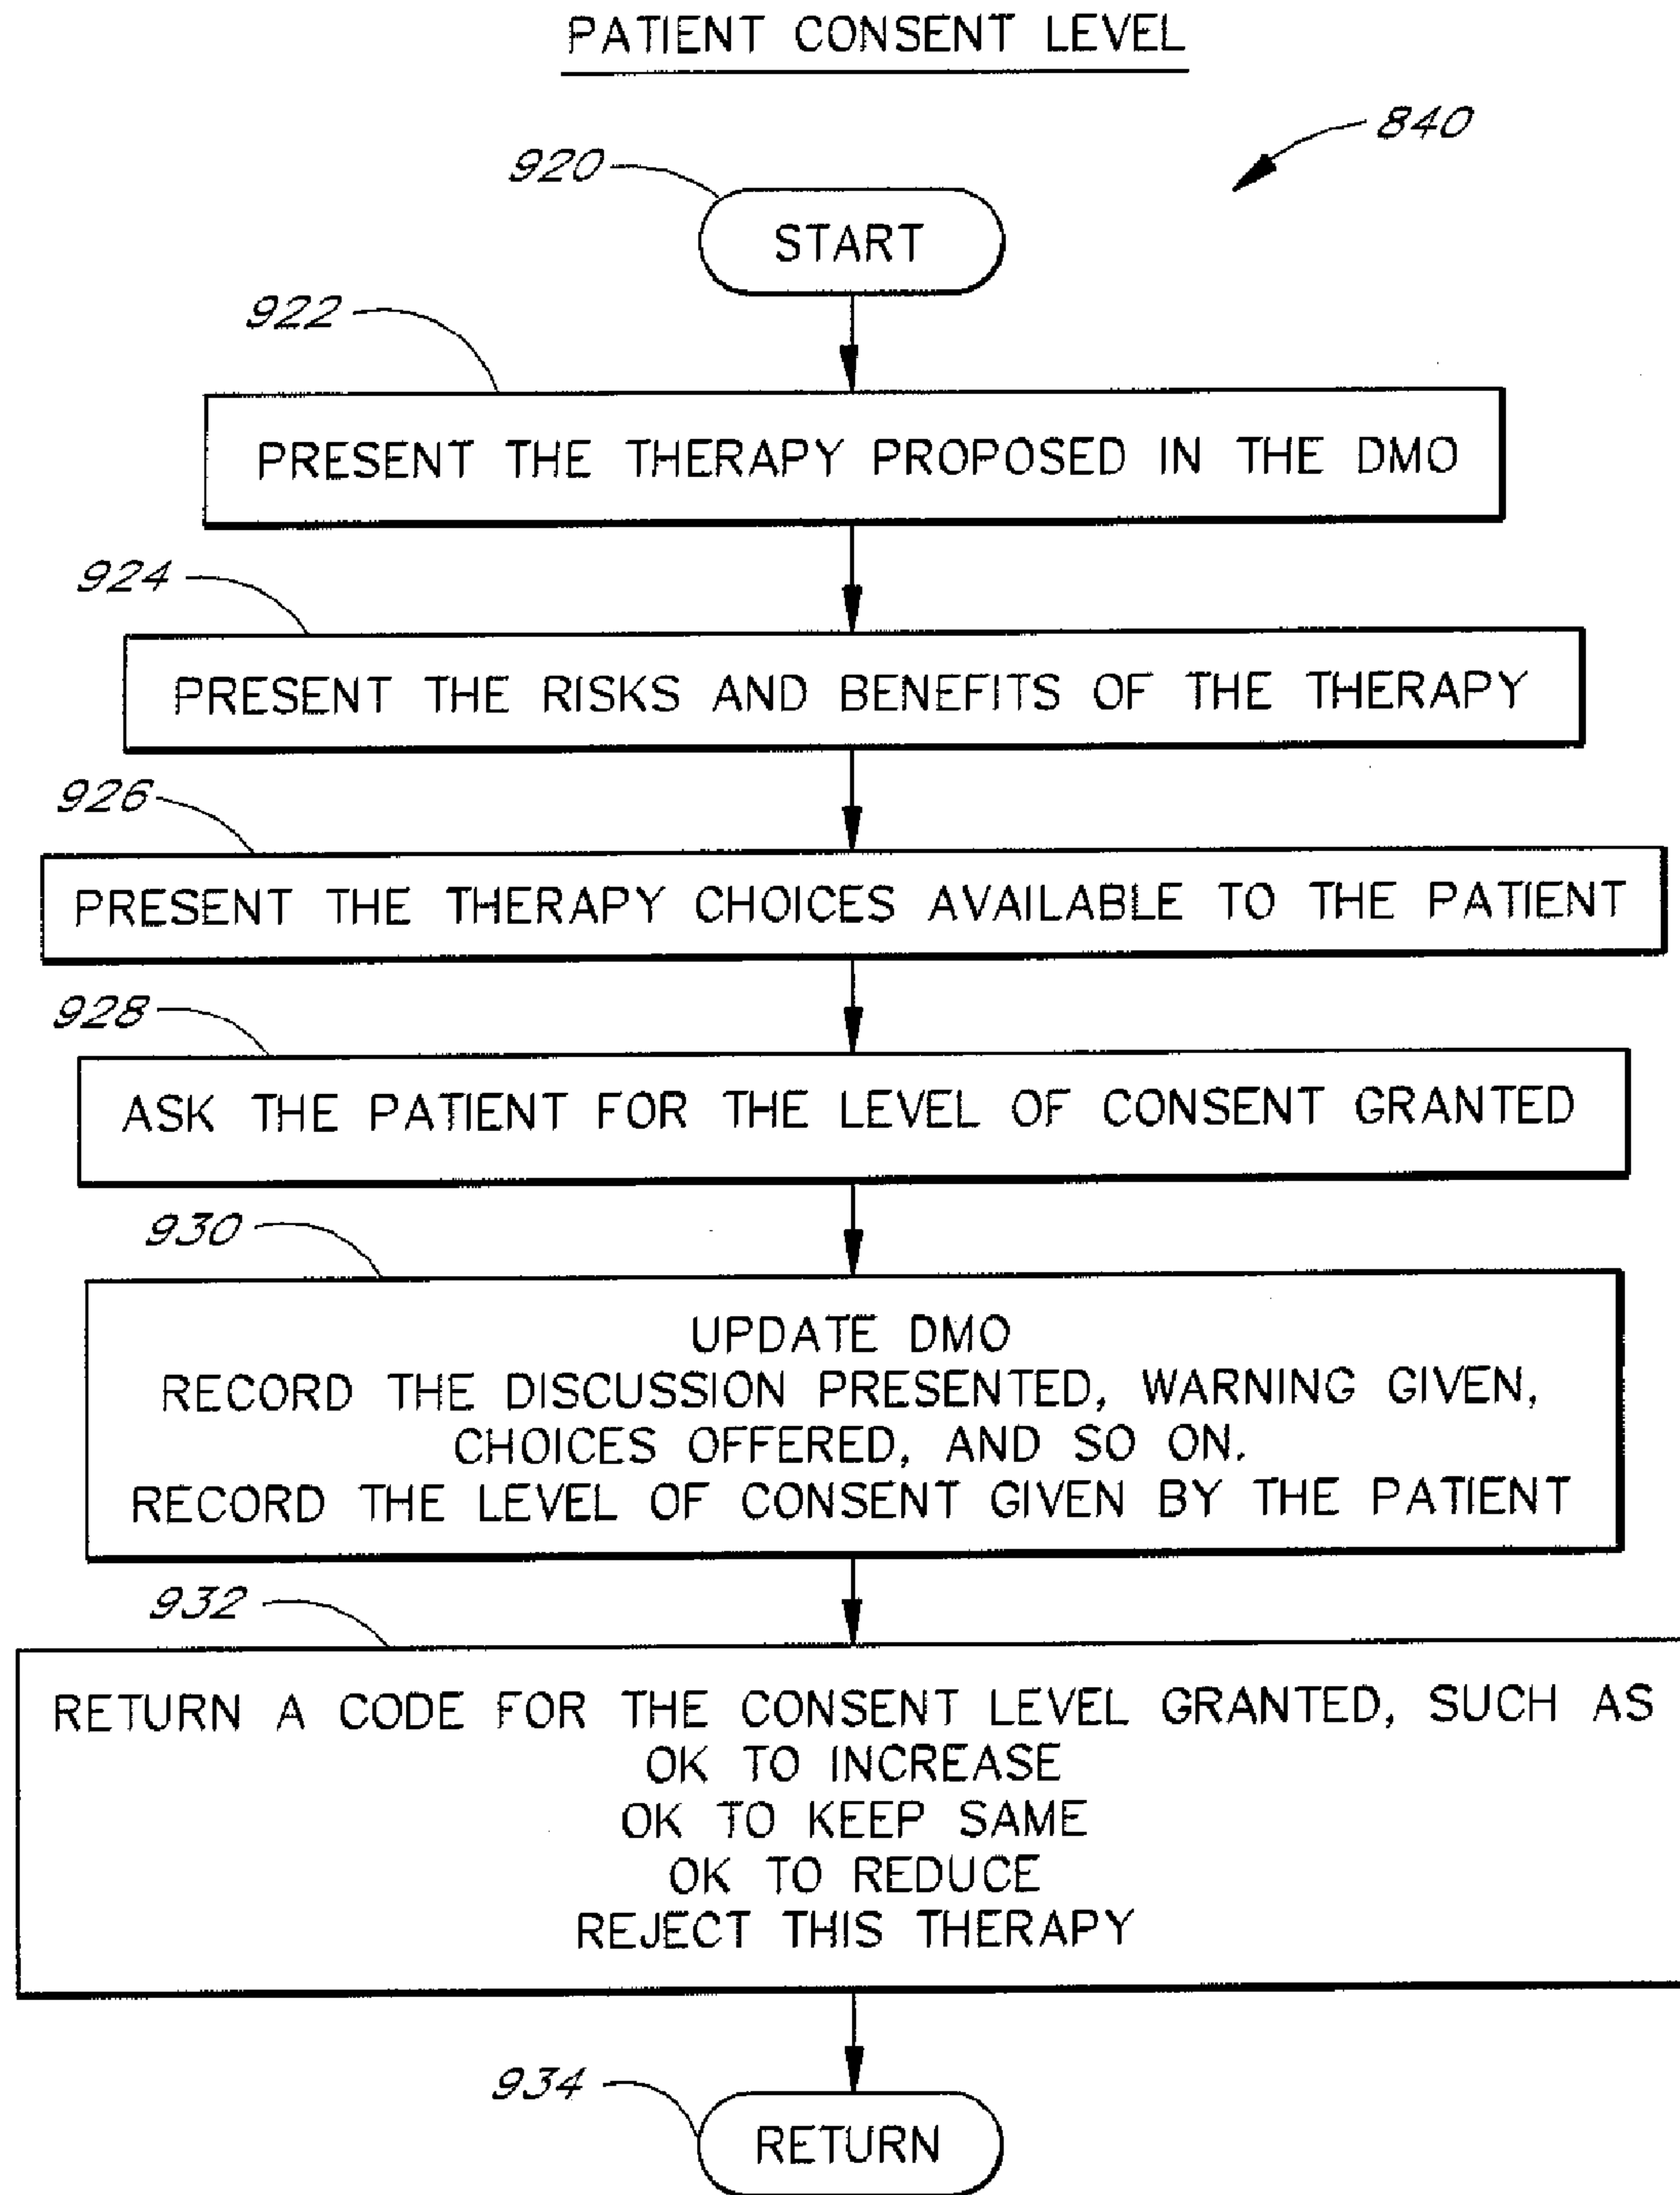 PATIENT CONSENT LEVEL
840
920
START
922
PRESENT THE THERAPY PROPOSED IN THE DMO
924
PRESENT THE RISKS AND BENEFITS OF THE THERAPY
926
PRESENT THE THERAPY CHOICES AVAILABLE TO THE PATIENT
928
ASK THE PATIENT FOR THE LEVEL OF CONSENT GRANTED
930
UPDATE DMO
RECORD THE DISCUSSION PRESENTED, WARNING GIVEN,
CHOICES OFFERED, AND SO ON.
RECORD THE LEVEL OF CONSENT GIVEN BY THE PATIENT
932
RETURN A CODE FOR THE CONSENT LEVEL GRANTED, SUCH AS
OK TO INCREASE
OK TO KEEP SAME
OK TO REDUCE
REJECT THIS THERAPY
934
RETURN